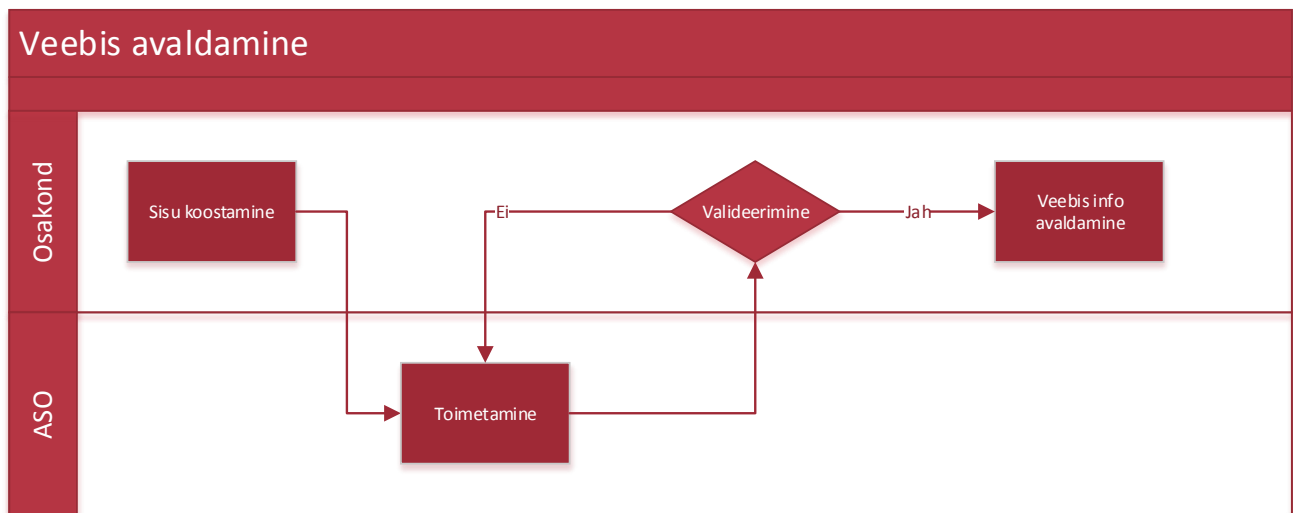 Veebis avaldamine
Osakond
Sisu koostamine
Ei
Valideerimine
Jah
Veebis info
avaldamine
ASO
Toimetamine